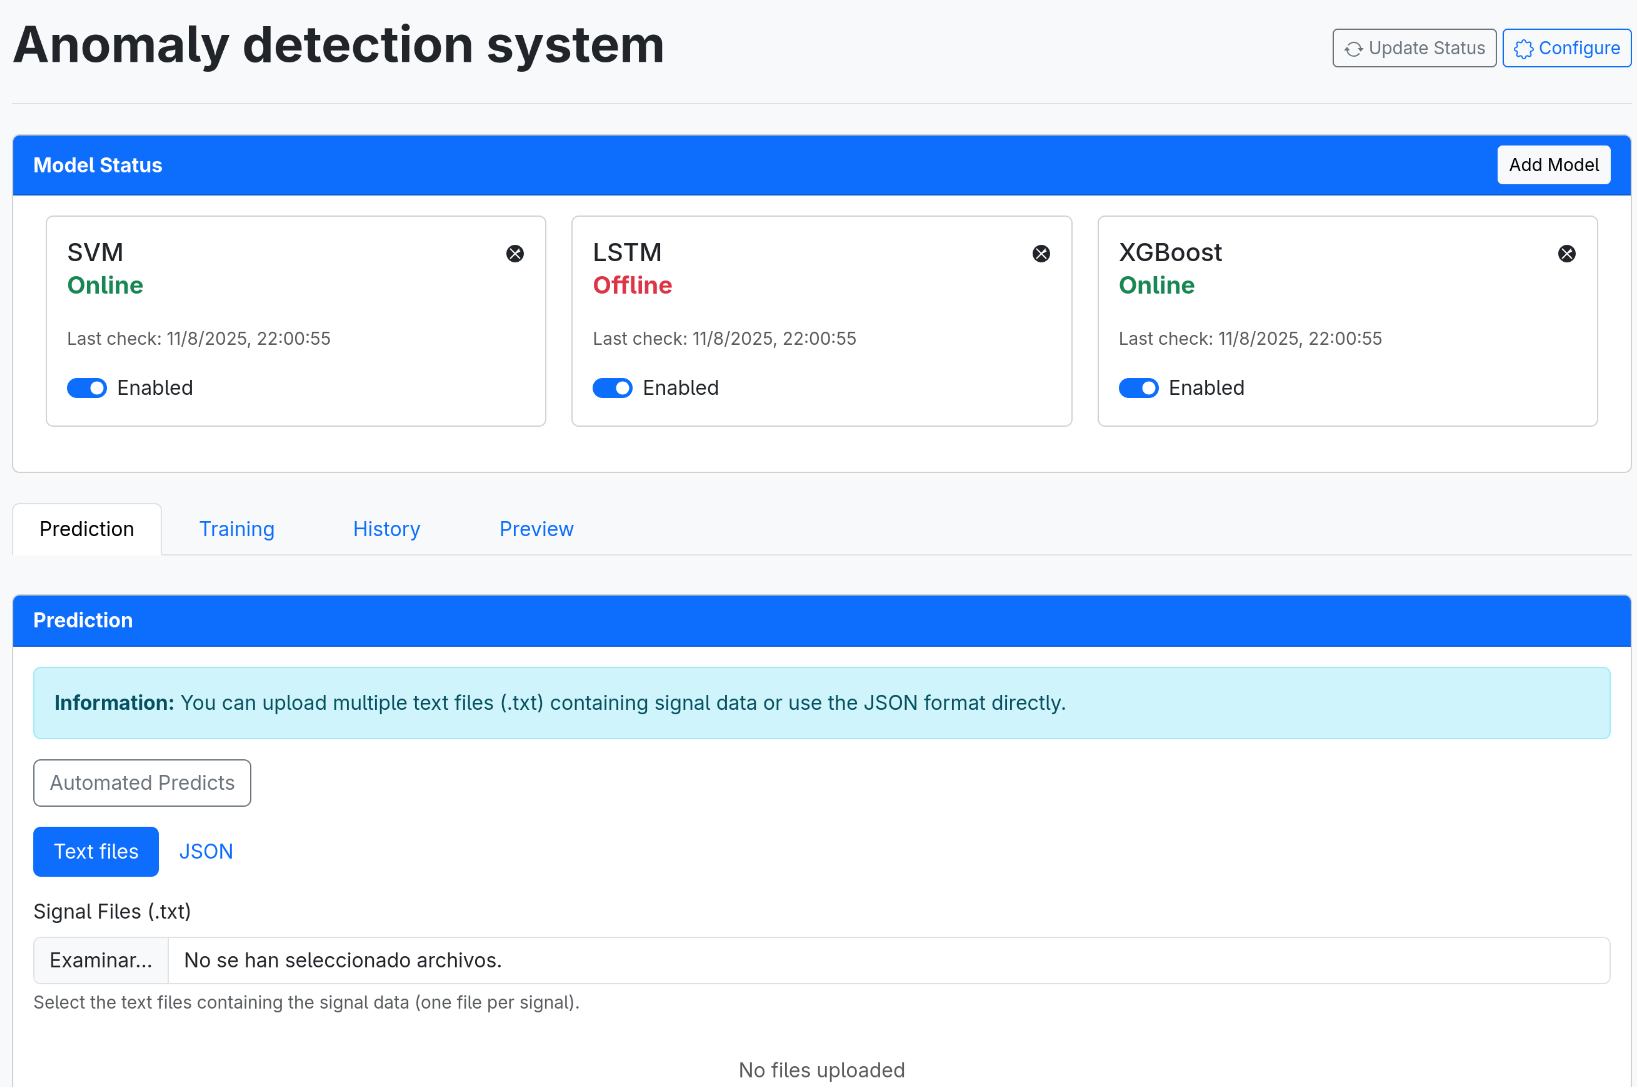 Anomaly detection system
Update Status
Configure
Model Status
Add Model
SVM
Online
Last check: 11/8/2025, 22:00:55
Enabled
LSTM
Offline
Last check: 11/8/2025, 22:00:55
Enabled
XGBoost
Online
Last check: 11/8/2025, 22:00:55
Enabled
Prediction
Training
History
Preview
Prediction
Information: You can upload multiple text files (.txt) containing signal data or use the JSON format directly.
Automated Predicts
Text files
JSON
Signal Files (.txt)
Examinar...
No se han seleccionado archivos.
Select the text files containing the signal data (one file per signal).
No files uploaded